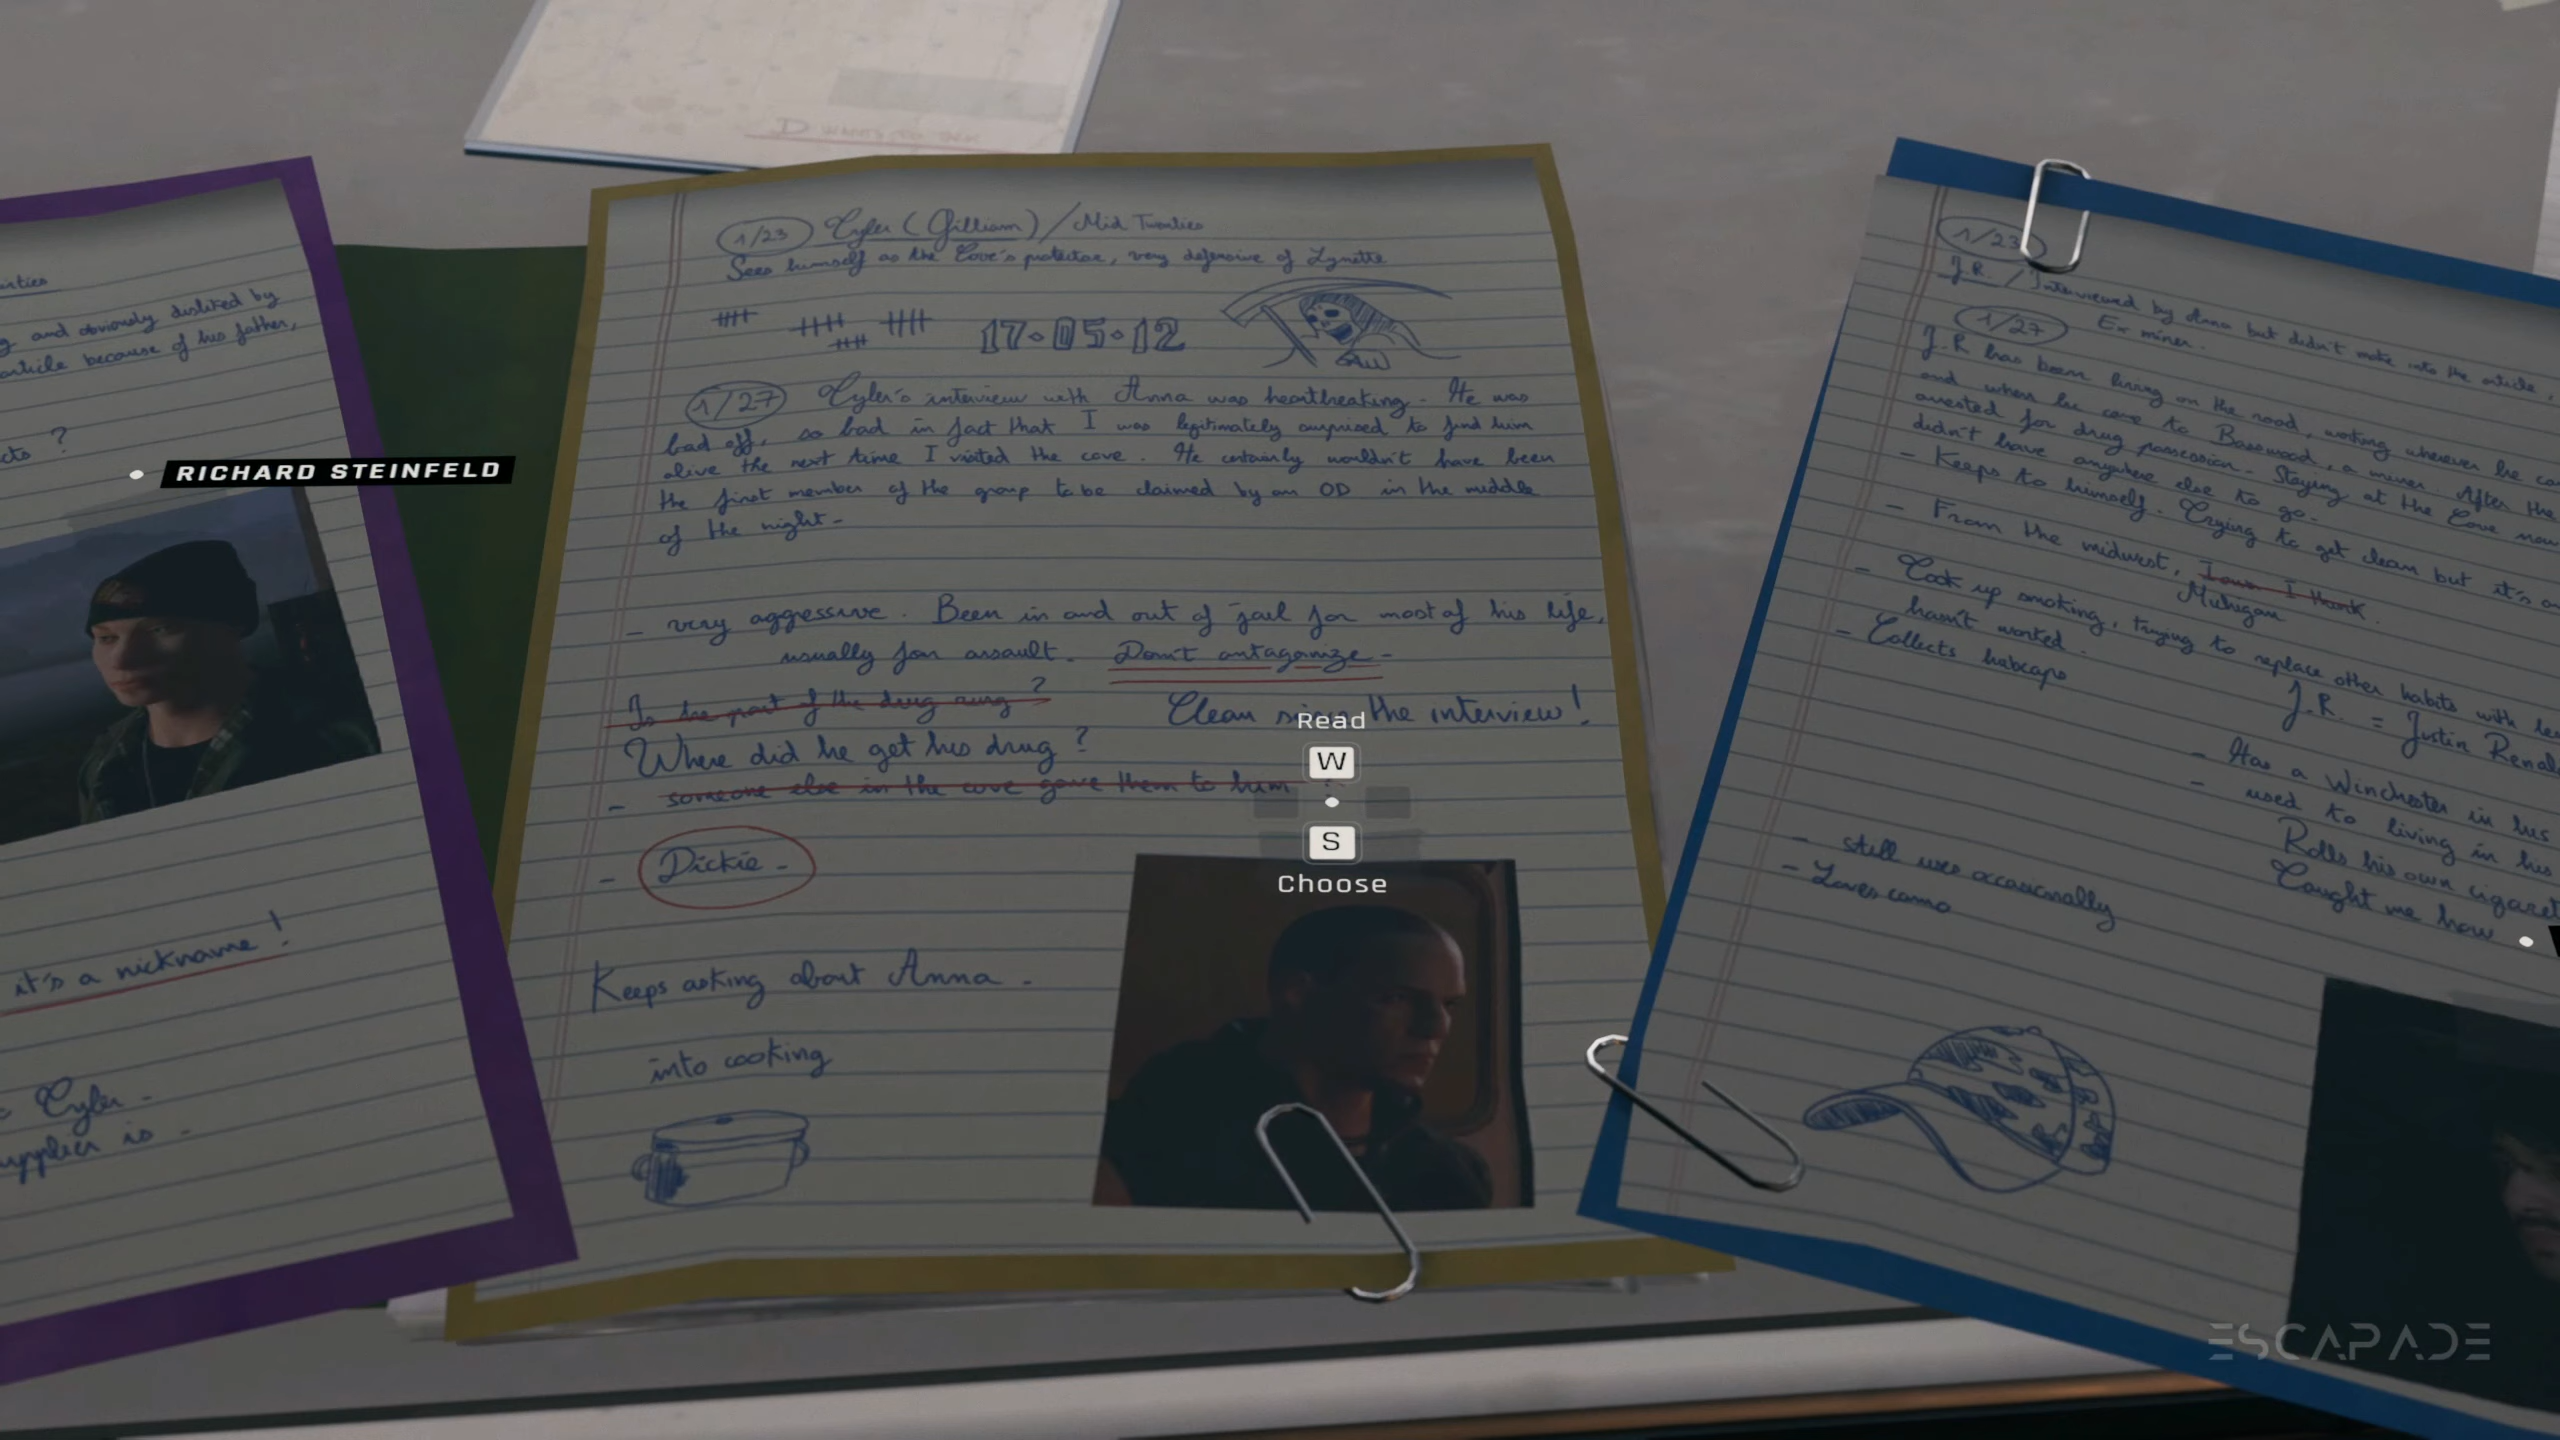 D wants to talk
1/23 Tyler (Gilliam) / Mid Twenties
Sees himself as the Cove's protector, very defensive of Lynette
17·05·12
1/27 Tyler's interview with Anna was heartbreaking. He was
bad off, so bad in fact that I was legitimately surprised to find him
alive the next time I visited the cove. He certainly wouldn't have been
the first member of the group to be claimed by an OD in the middle
of the night.
- very aggressive. Been in and out of jail for most of his life,
usually for assault. Don't antagonize -
Is he part of the drug ring?
Clean since the interview!
Where did he get his drug?
- someone else in the cove gave them to him
- Dickie -
Keeps asking about Anna.
into cooking
Read
W
S
Choose
and obviously disliked by
article because of his father,
?
RICHARD STEINFELD
it's a nickname!
= Tyler -
supplier is -
1/23
J.R. / Interviewed by Anna but didn't make into the article,
Ex miner.
1/27
J.R has been living on the road, working wherever he
and when he came to Basswood, a miner. After the
arrested for drug possession. Staying at the Cove now
didn't have anywhere else to go.
- Keeps to himself. Trying to get clean but it's
- From the midwest, Iowa I think.
Michigan
- Took up smoking, trying to replace other habits with
hasn't worked.
- Collects hubcaps
J.R. = Justin
- Has a Winchester in his
- used to living in his
Rolls his own
Taught me how
- still uses occasionally
- Loves camo
ESCAPADE